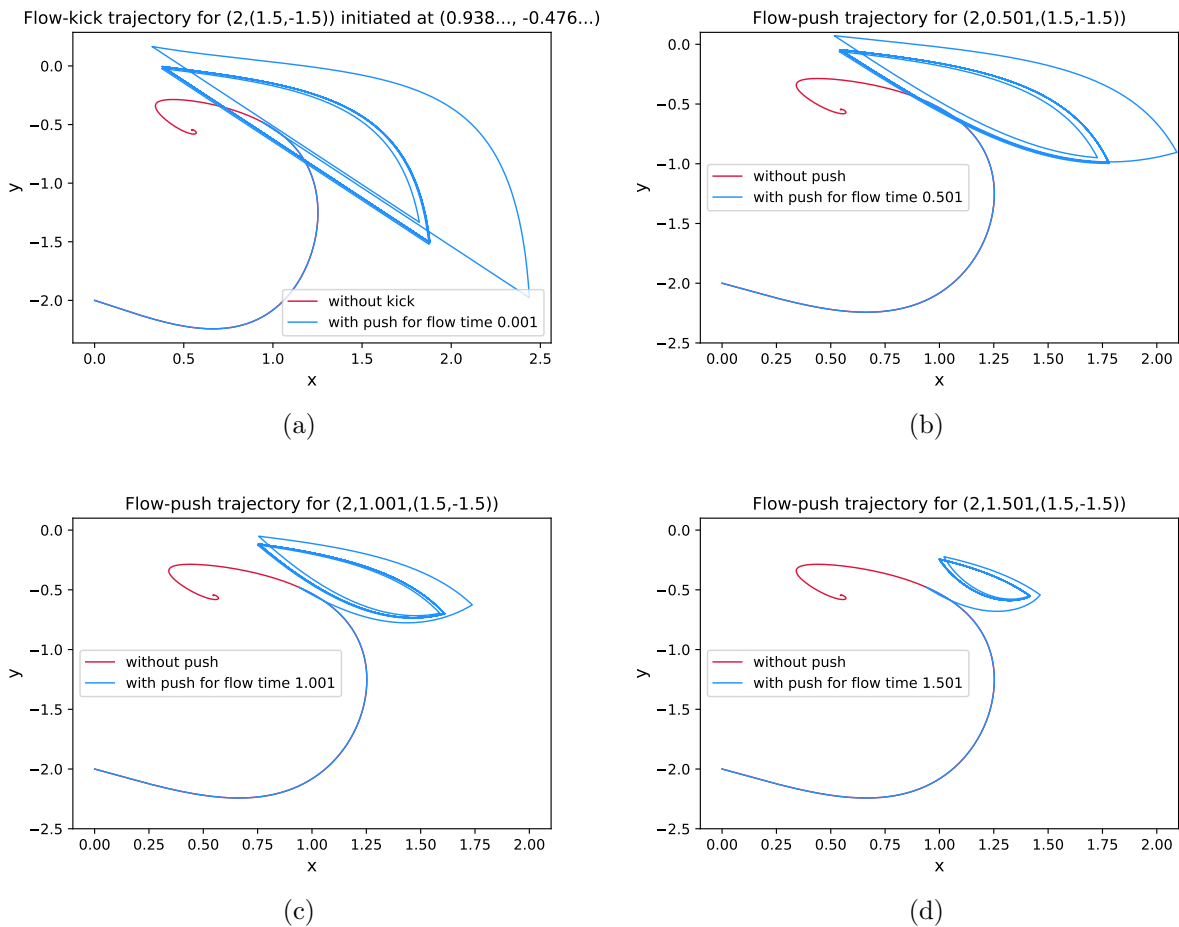 Flow-kick trajectory for (2,(1.5,-1.5)) initiated at (0.938..., -0.476...)
0.0
−0.5
−1.0
−1.5
−2.0
y
without kick
with push for flow time 0.001
0.0 0.5 1.0 1.5 2.0 2.5
x
(a)
Flow-push trajectory for (2,0.501,(1.5,-1.5))
0.0
−0.5
−1.0
−1.5
−2.0
−2.5
y
without push
with push for flow time 0.501
0.00 0.25 0.50 0.75 1.00 1.25 1.50 1.75 2.00
x
(b)
Flow-push trajectory for (2,1.001,(1.5,-1.5))
0.0
−0.5
−1.0
−1.5
−2.0
−2.5
y
without push
with push for flow time 1.001
0.00 0.25 0.50 0.75 1.00 1.25 1.50 1.75 2.00
x
(c)
Flow-push trajectory for (2,1.501,(1.5,-1.5))
0.0
−0.5
−1.0
−1.5
−2.0
−2.5
y
without push
with push for flow time 1.501
0.00 0.25 0.50 0.75 1.00 1.25 1.50 1.75 2.00
x
(d)